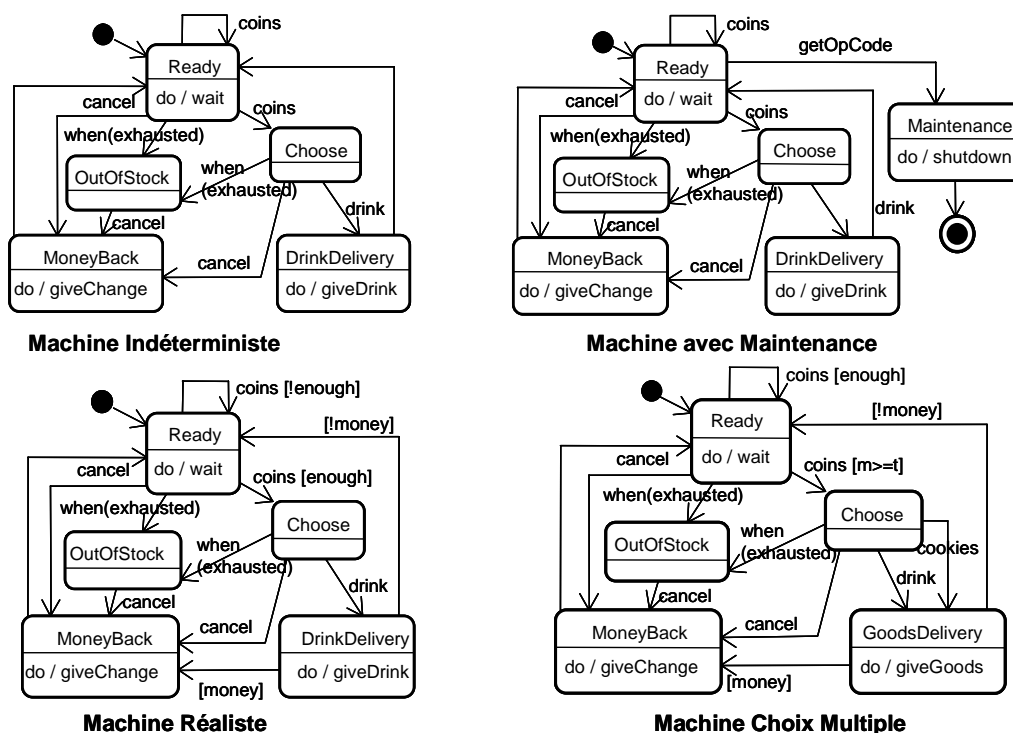 coins
Ready
do / wait
cancel
coins
when(exhausted)
Choose
OutOfStock
when
(exhausted)
cancel
drink
MoneyBack
do / giveChange
cancel
DrinkDelivery
do / giveDrink
Machine Indéterministe
coins
getOpCode
Ready
do / wait
cancel
coins
Maintenance
do / shutdown
when(exhausted)
Choose
OutOfStock
when
(exhausted)
cancel
drink
MoneyBack
do / giveChange
cancel
DrinkDelivery
do / giveDrink
Machine avec Maintenance
coins [!enough]
[!money]
Ready
do / wait
cancel
coins [enough]
when(exhausted)
Choose
OutOfStock
when
(exhausted)
drink
cancel
MoneyBack
do / giveChange
cancel
DrinkDelivery
do / giveDrink
[money]
Machine Réaliste
coins [enough]
[!money]
Ready
do / wait
cancel
coins [m>=t]
when(exhausted)
Choose
OutOfStock
when
(exhausted)
cookies
drink
cancel
MoneyBack
do / giveChange
cancel
GoodsDelivery
do / giveGoods
[money]
Machine Choix Multiple